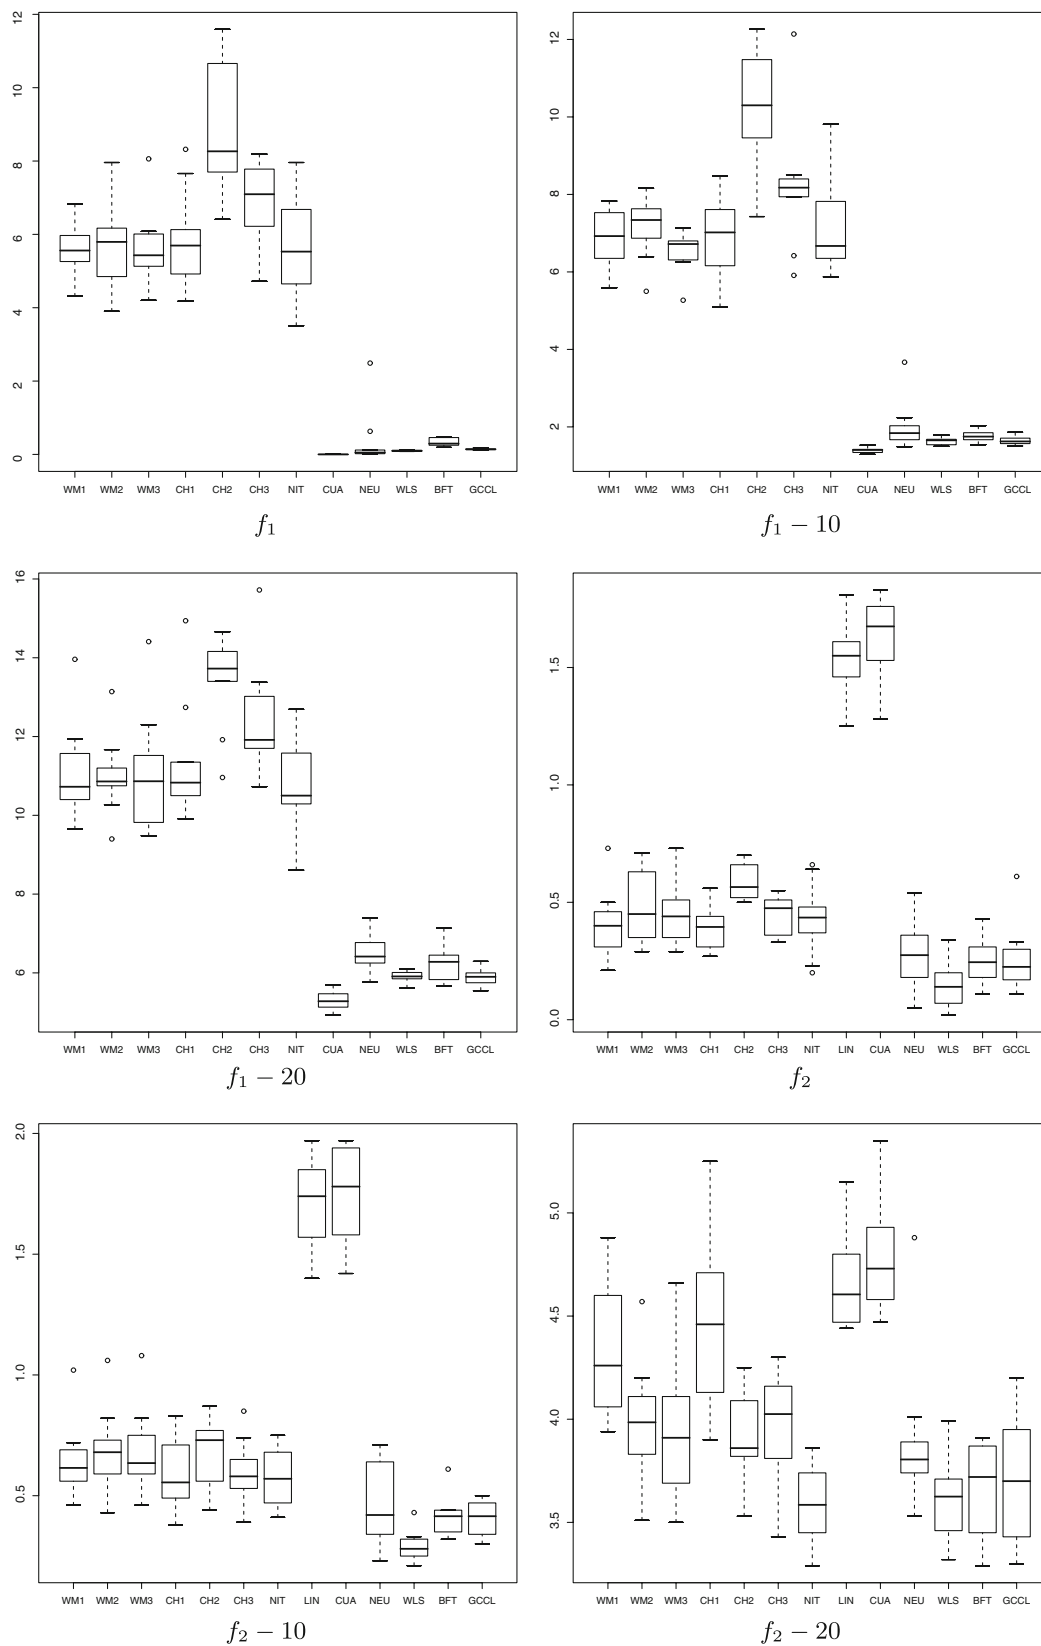 0 2 4 6 8 10 12
WM1 WM2 WM3 CH1 CH2 CH3 NIT CUA NEU WLS BFT GCCL
f1
2 4 6 8 10 12
WM1 WM2 WM3 CH1 CH2 CH3 NIT CUA NEU WLS BFT GCCL
f1 − 10
6 8 10 12 14 16
WM1 WM2 WM3 CH1 CH2 CH3 NIT CUA NEU WLS BFT GCCL
f1 − 20
0.0 0.5 1.0 1.5
WM1 WM2 WM3 CH1 CH2 CH3 NIT LIN CUA NEU WLS BFT GCCL
f2
0.5 1.0 1.5 2.0
WM1 WM2 WM3 CH1 CH2 CH3 NIT LIN CUA NEU WLS BFT GCCL
f2 − 10
3.5 4.0 4.5 5.0
WM1 WM2 WM3 CH1 CH2 CH3 NIT LIN CUA NEU WLS BFT GCCL
f2 − 20